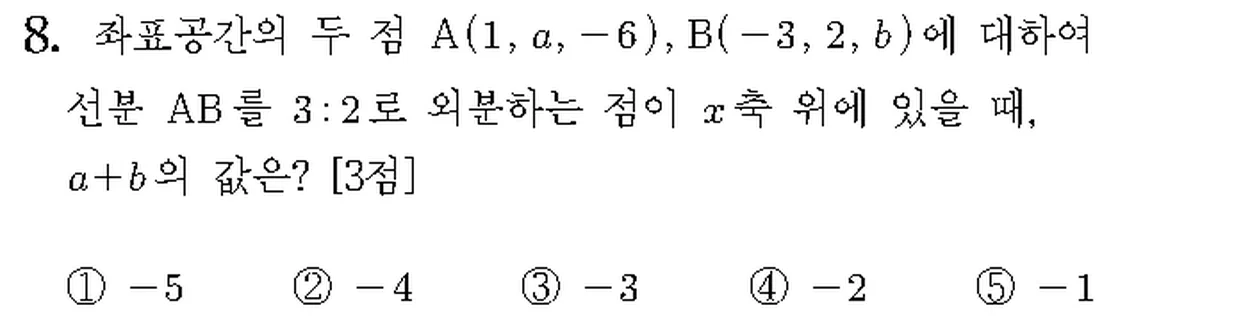 8. 좌표공간의 두 점 A(1, a, -6), B(-3, 2, b)에 대하여
선분 AB를 3:2로 외분하는 점이 x축 위에 있을 때,
a+b의 값은? [3점]
① -5 ② -4 ③ -3 ④ -2 ⑤ -1